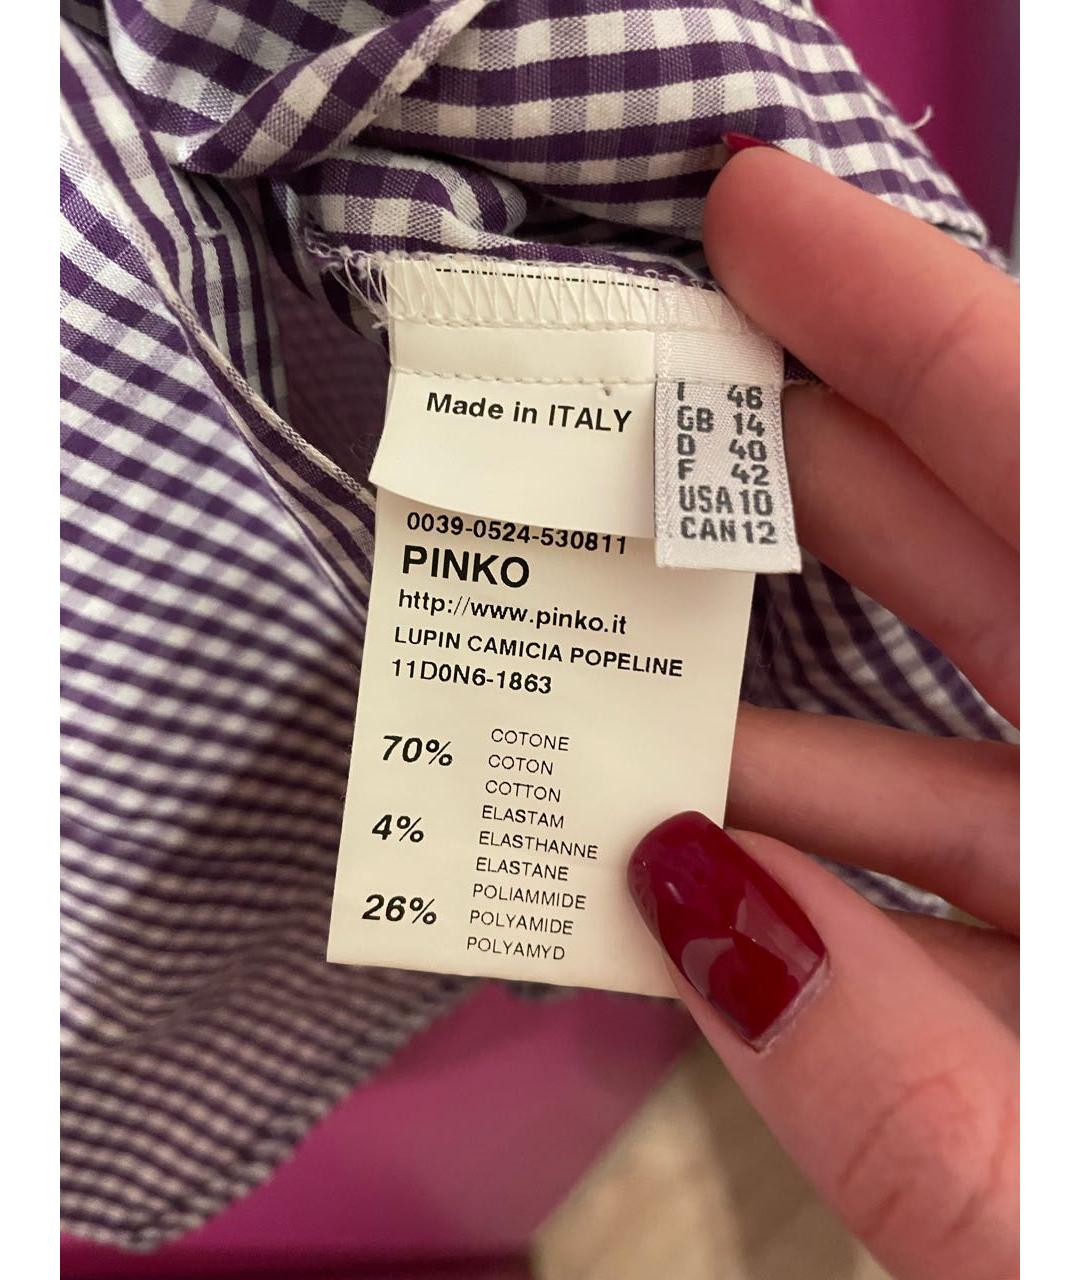 Made in ITALY
I 46
GB 14
D 40
F 42
USA 10
CAN 12
0039-0524-530811
PINKO
http://www.pinko.it
LUPIN CAMICIA POPELINE
11D0N6-1863
70% COTONE
COTON
COTTON
4% ELASTAM
ELASTHANNE
ELASTANE
26% POLIAMMIDE
POLYAMIDE
POLYAMYD